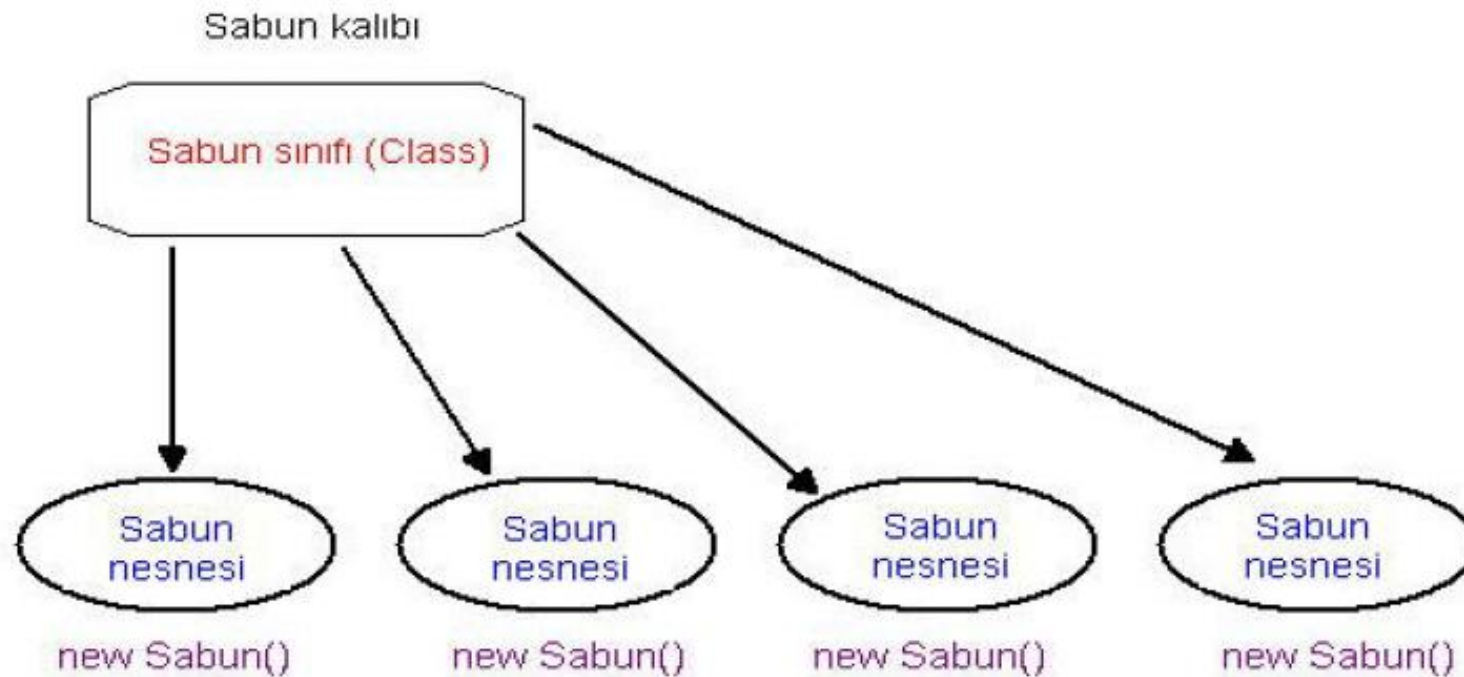 Sabun kalıbı
Sabun sınıfı (Class)
Sabun
nesnesi
Sabun
nesnesi
Sabun
nesnesi
Sabun
nesnesi
new Sabun()
new Sabun()
new Sabun()
new Sabun()